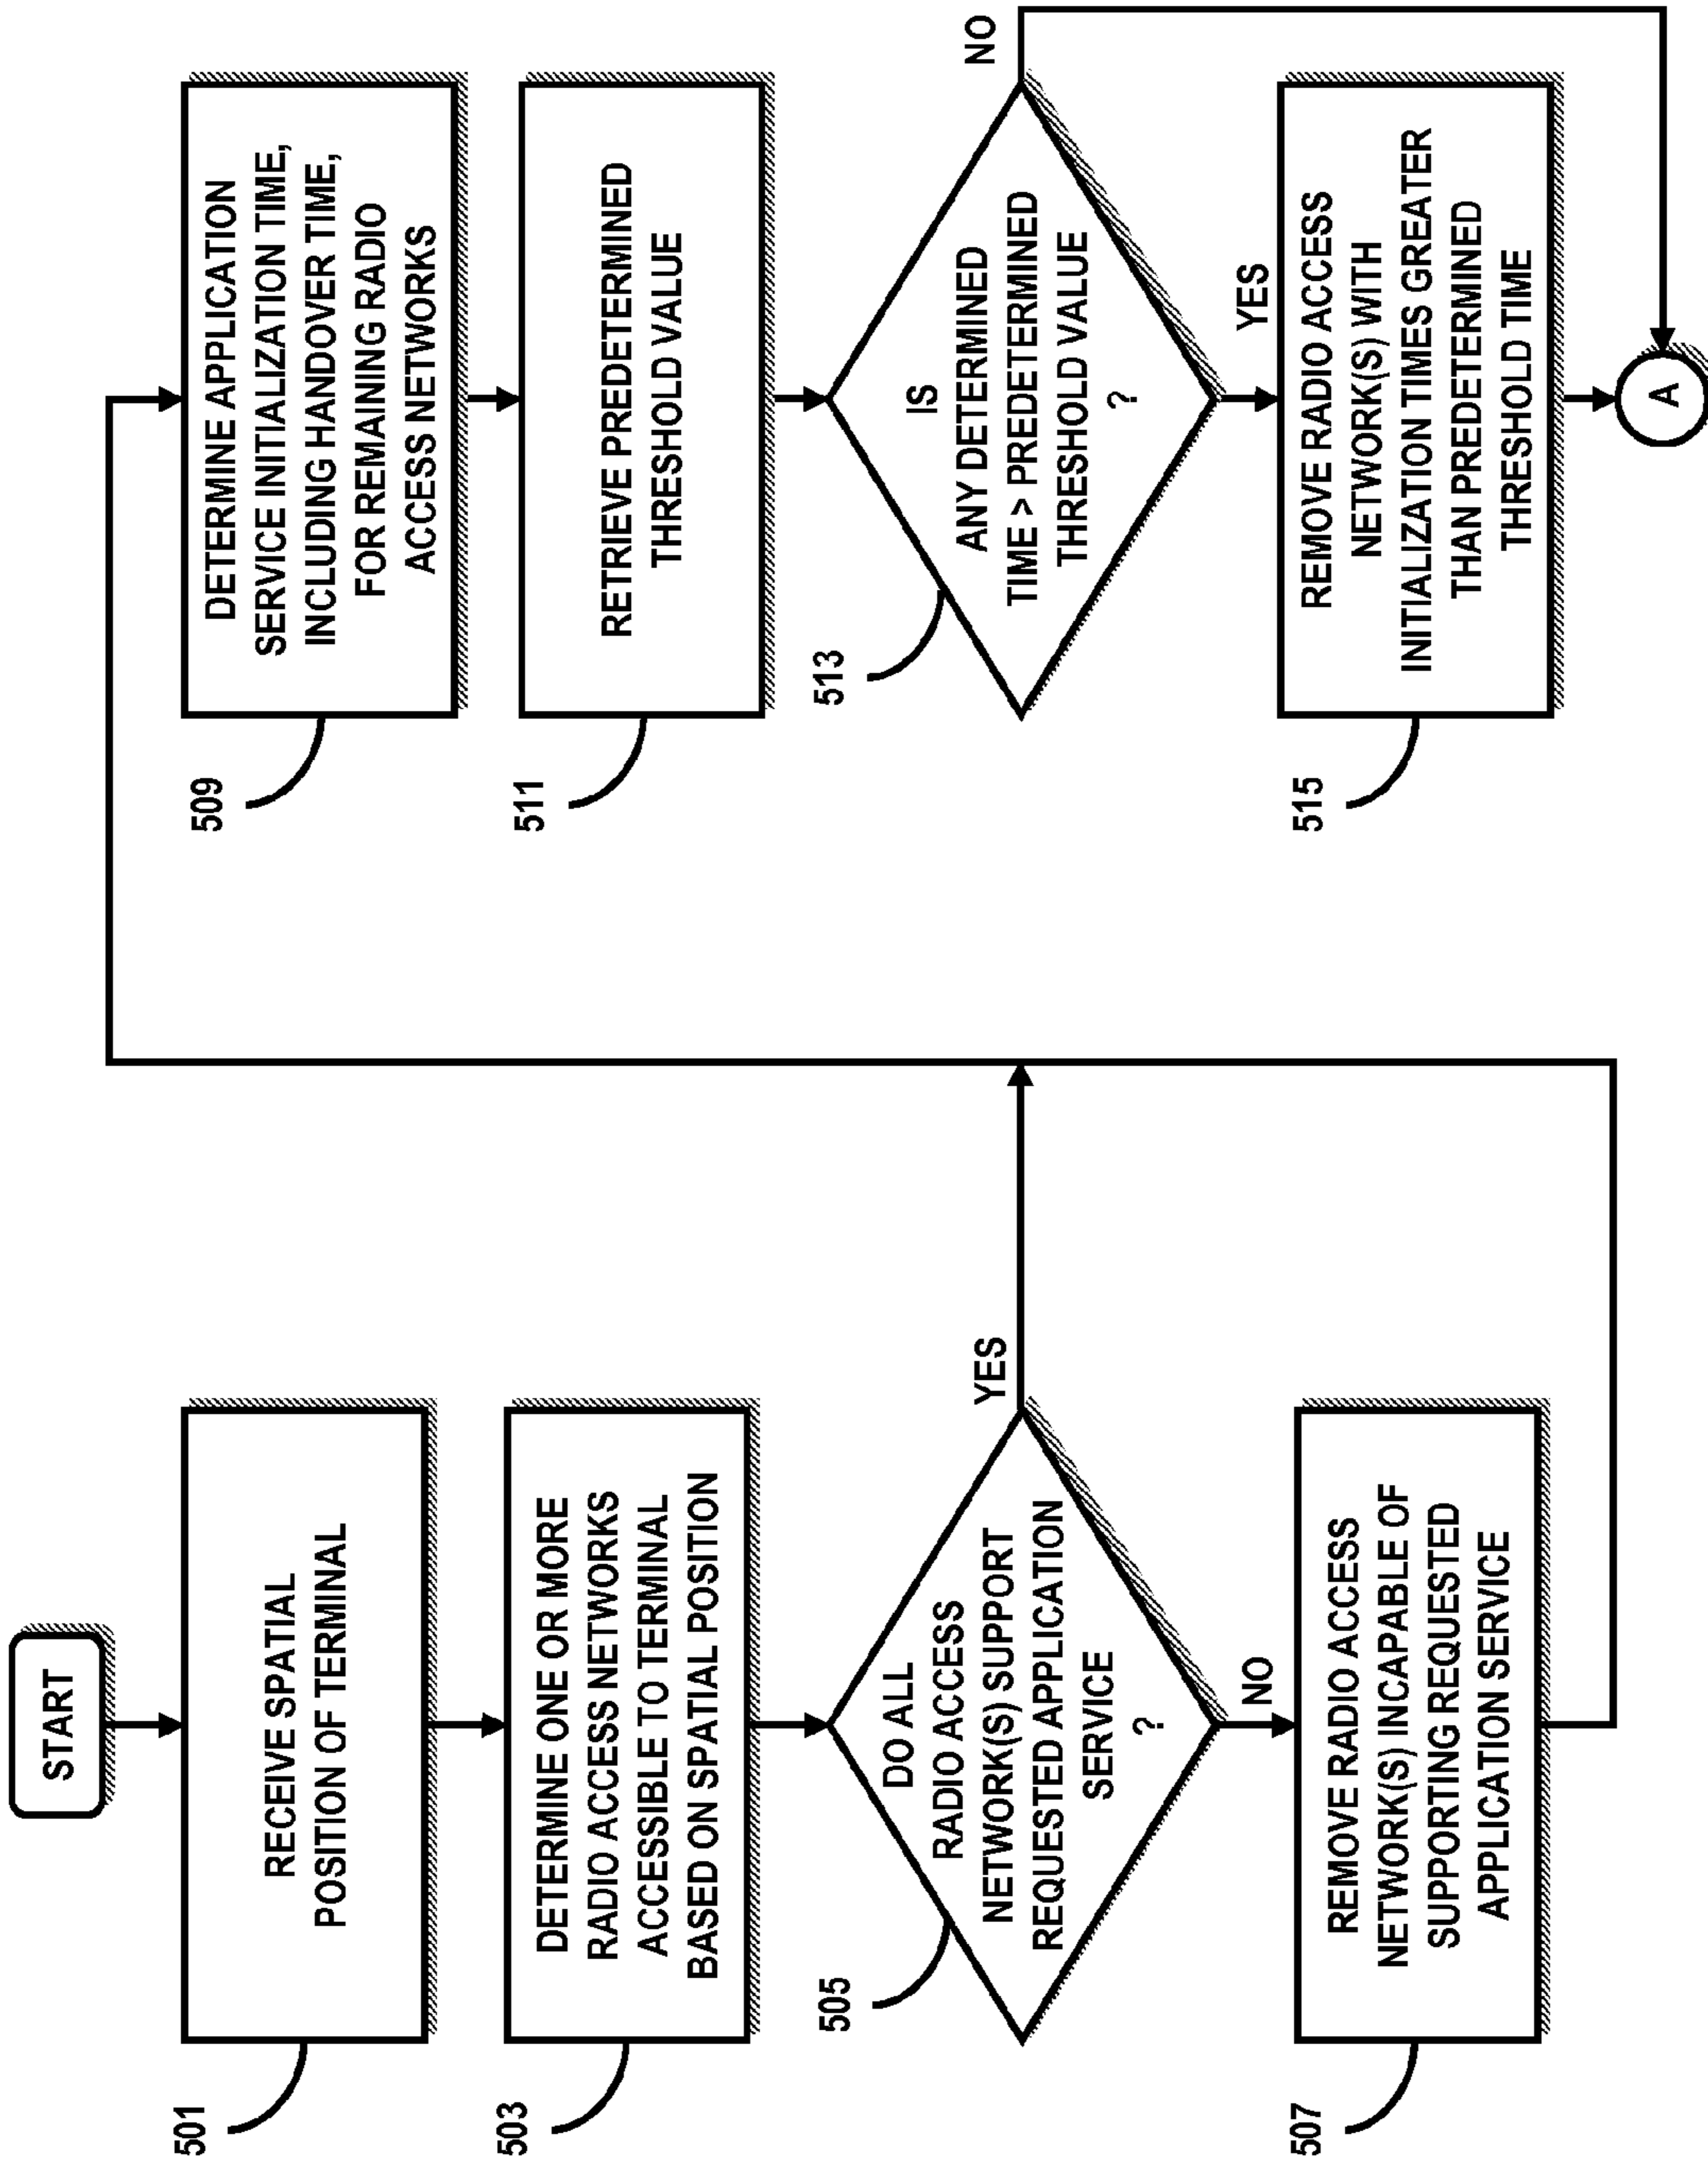 START
501
RECEIVE SPATIAL
POSITION OF TERMINAL
503
DETERMINE ONE OR MORE
RADIO ACCESS NETWORKS
ACCESSIBLE TO TERMINAL
BASED ON SPATIAL POSITION
505
DO ALL
RADIO ACCESS
NETWORK(S) SUPPORT
REQUESTED APPLICATION
SERVICE
?
YES
NO
507
REMOVE RADIO ACCESS
NETWORK(S) INCAPABLE OF
SUPPORTING REQUESTED
APPLICATION SERVICE
509
DETERMINE APPLICATION
SERVICE INITIALIZATION TIME,
INCLUDING HANDOVER TIME,
FOR REMAINING RADIO
ACCESS NETWORKS
511
RETRIEVE PREDETERMINED
THRESHOLD VALUE
513
IS
ANY DETERMINED
TIME > PREDETERMINED
THRESHOLD VALUE
?
NO
YES
515
REMOVE RADIO ACCESS
NETWORK(S) WITH
INITIALIZATION TIMES GREATER
THAN PREDETERMINED
THRESHOLD TIME
A